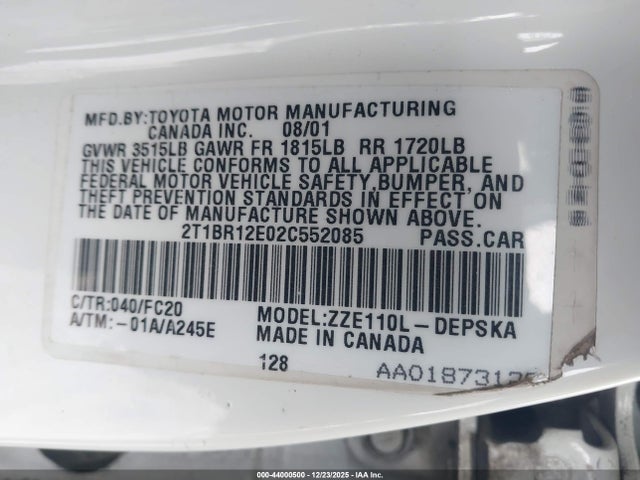 MFD.BY:TOYOTA MOTOR MANUFACTURING
CANADA INC. 08/01
GVWR 3515LB GAWR FR 1815LB RR 1720LB
THIS VEHICLE CONFORMS TO ALL APPLICABLE
FEDERAL MOTOR VEHICLE SAFETY,BUMPER, AND
THEFT PREVENTION STANDARDS IN EFFECT ON
THE DATE OF MANUFACTURE SHOWN ABOVE.
2T1BR12E02C552085 PASS.CAR
C/TR:040/FC20 MODEL:ZZE110L-DEPSKA
A/TM:-01A/A245E MADE IN CANADA
128
000-44000500 12/23/2025 IAA Inc.